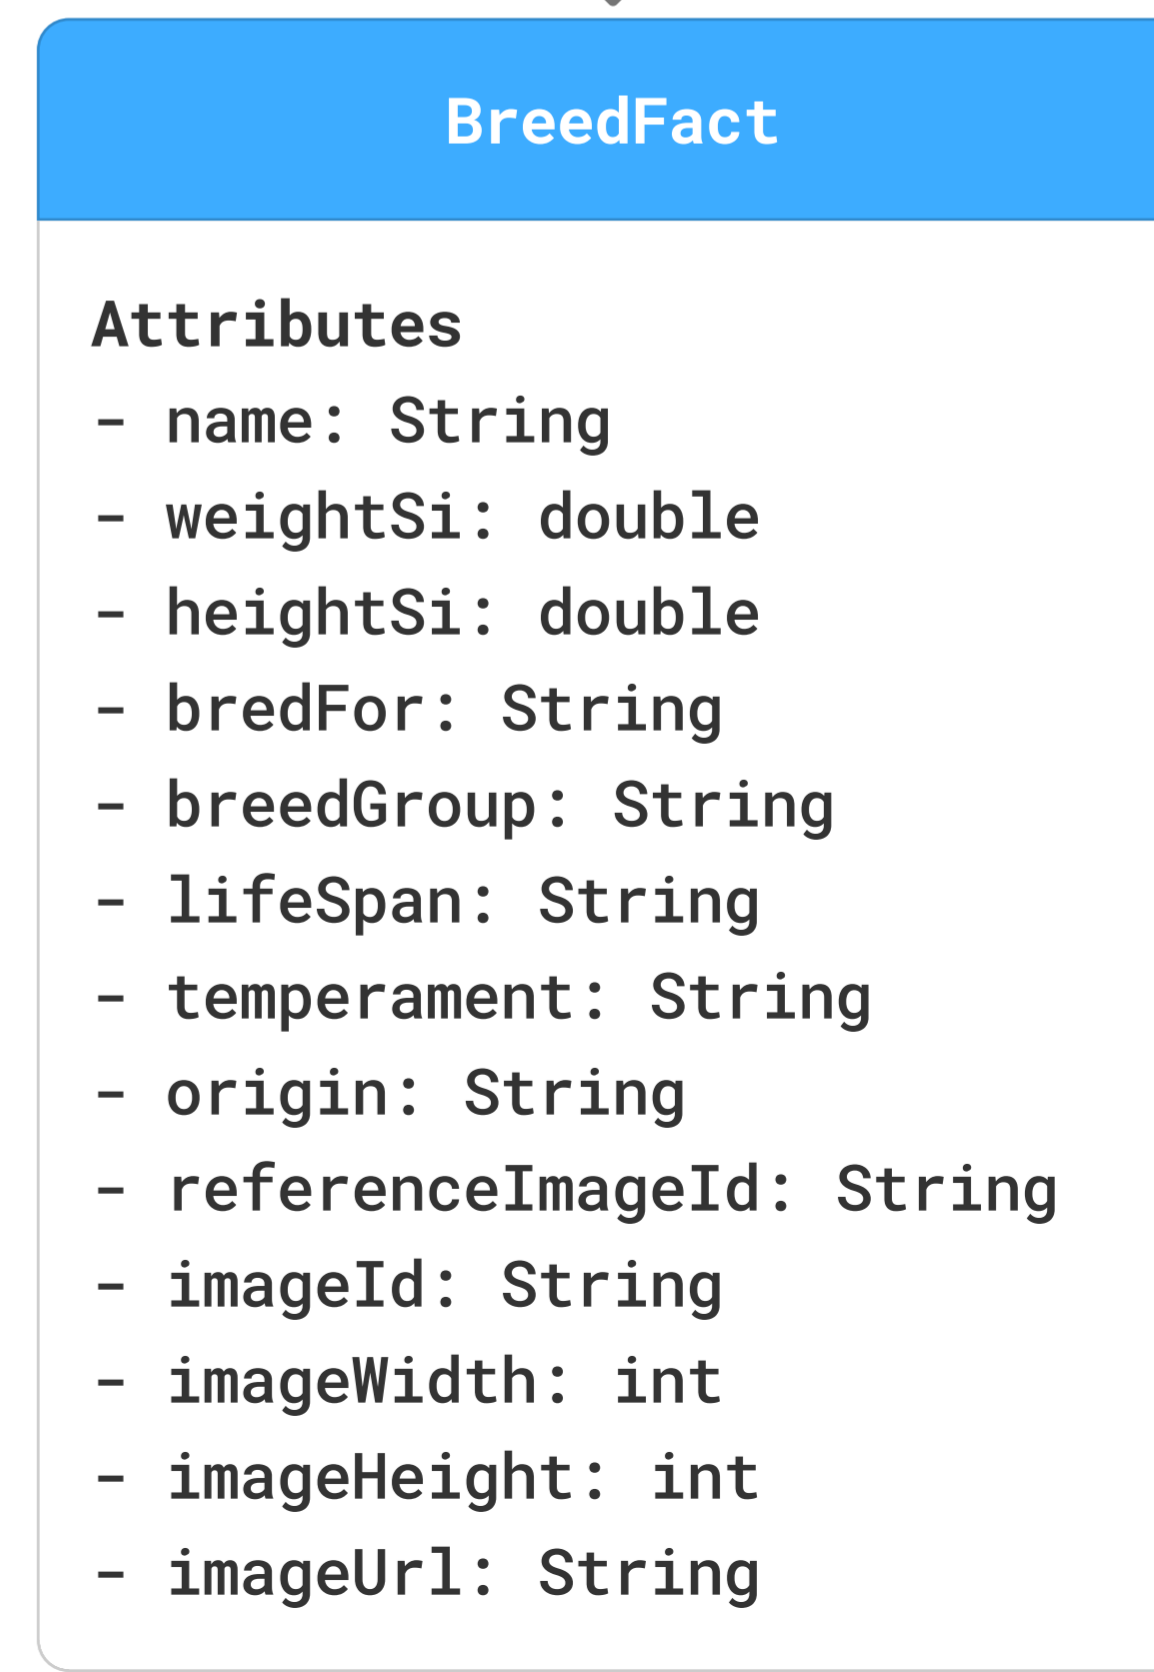 BreedFact
Attributes
- name: String
- weightSi: double
- heightSi: double
- bredFor: String
- breedGroup: String
- lifeSpan: String
- temperament: String
- origin: String
- referenceImageId: String
- imageId: String
- imageWidth: int
- imageHeight: int
- imageUrl: String